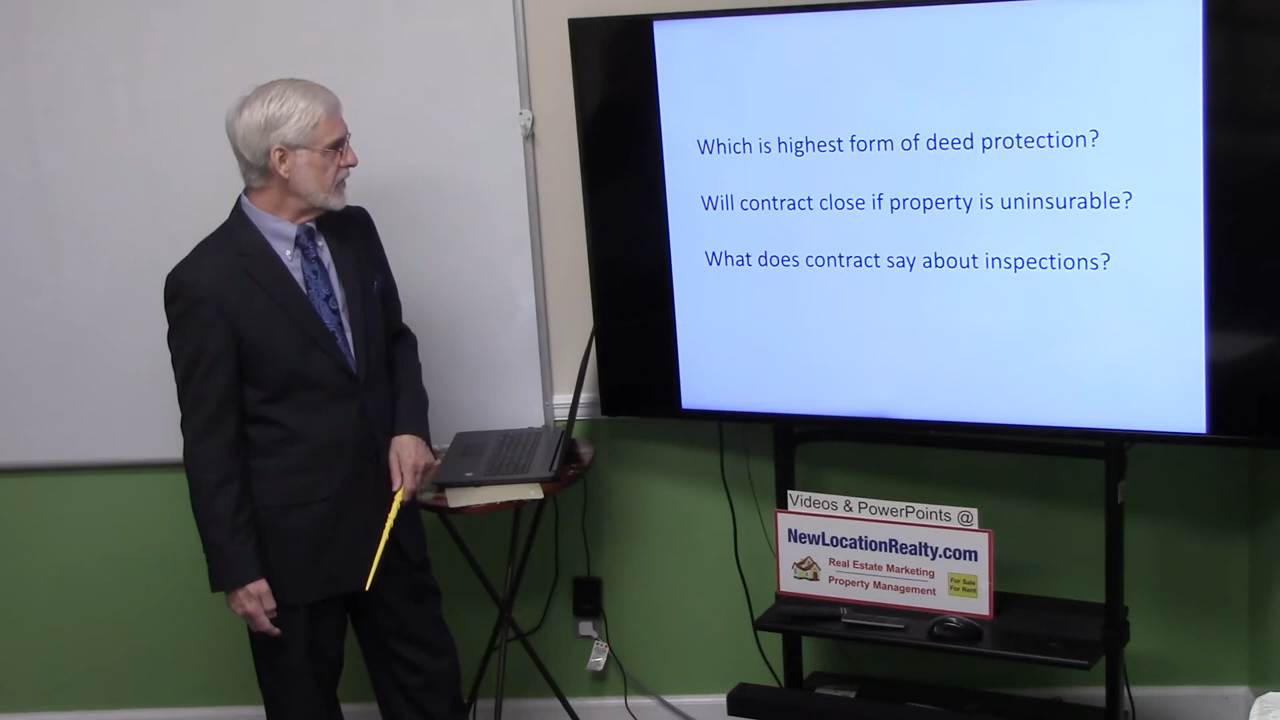 Which is highest form of deed protection?
Will contract close if property is uninsurable?
What does contract say about inspections?
Videos & PowerPoints @
NewLocationRealty.com
Real Estate Marketing
Property Management
For Sale
For Rent